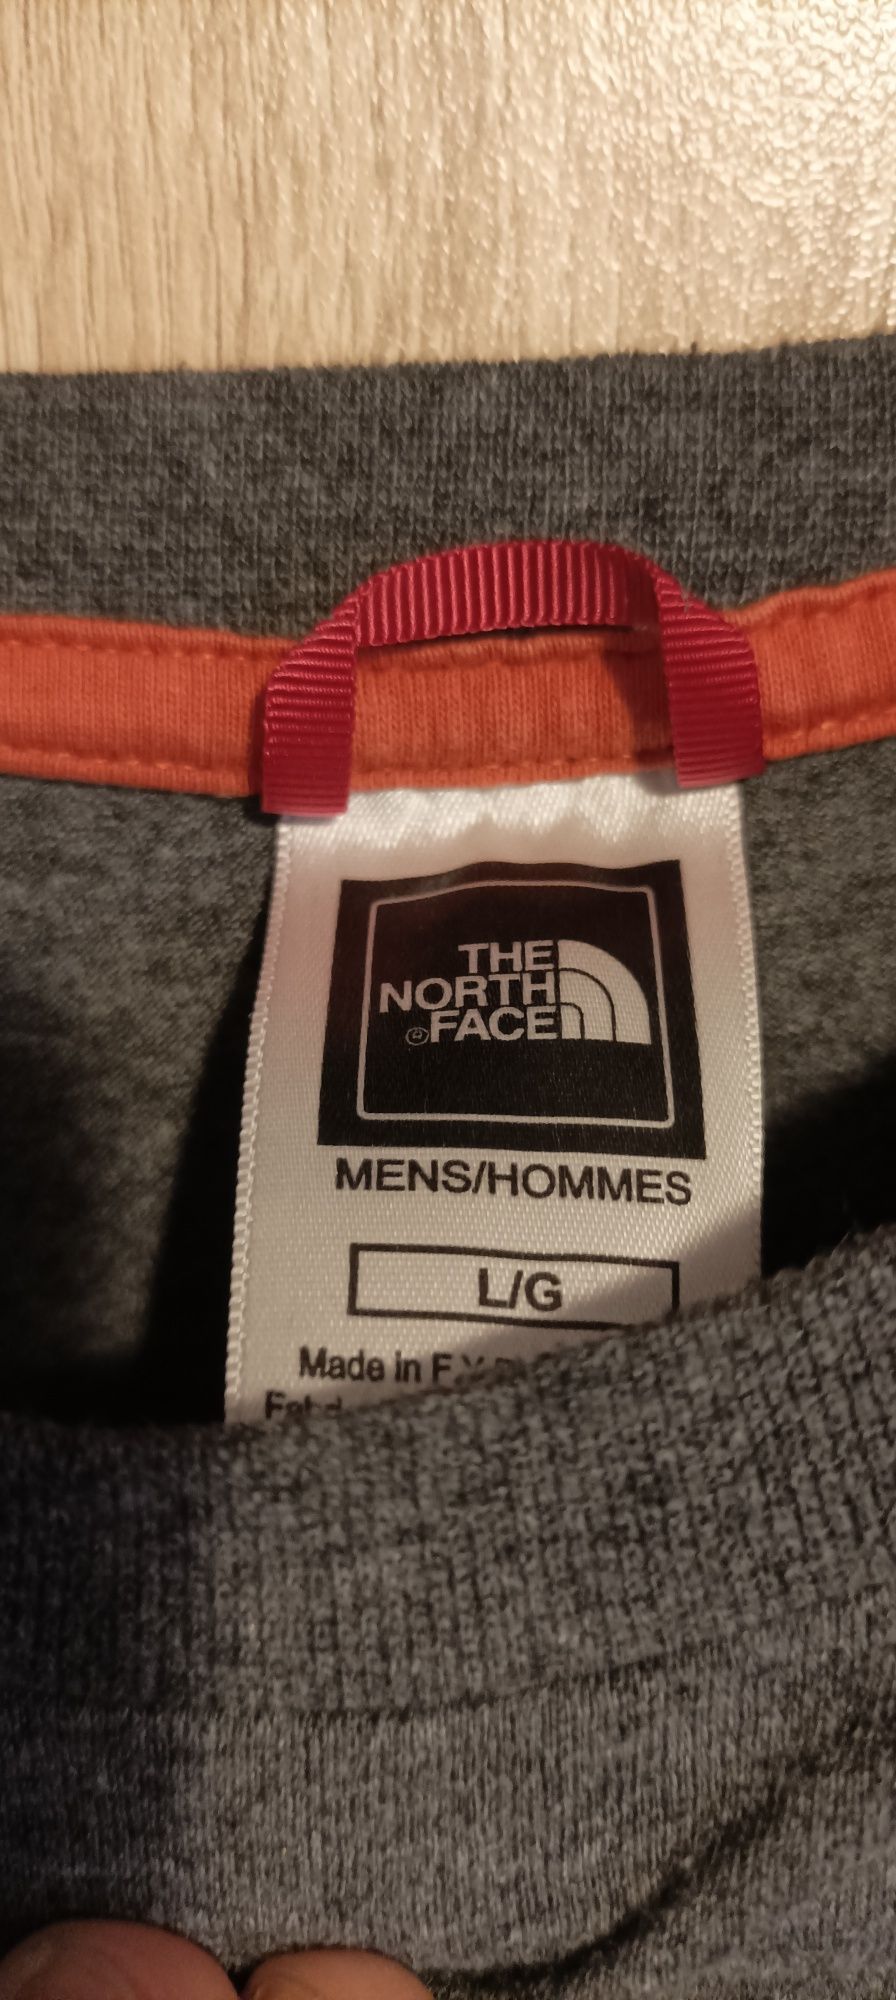 THE
NORTH
FACE
MENS/HOMMES
L/G
Made in